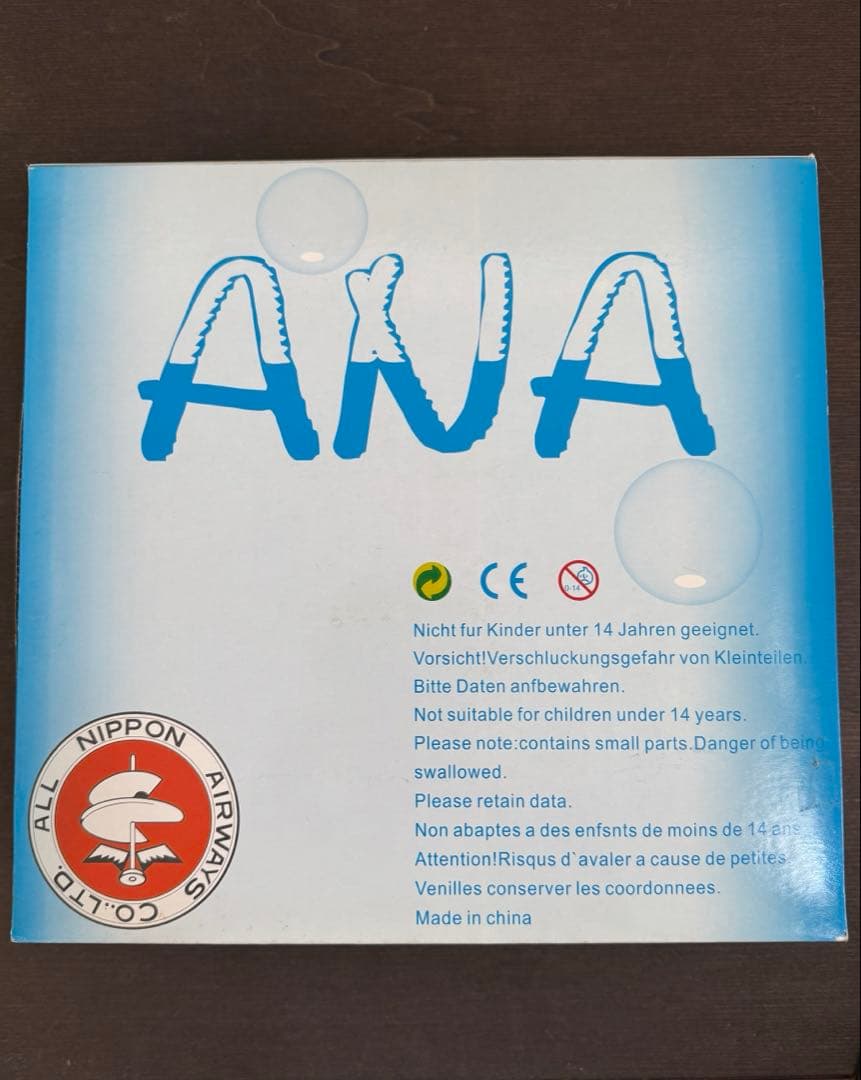 ANA
CE
0-14
Nicht fur Kinder unter 14 Jahren geeignet.
Vorsicht!Verschluckungsgefahr von Kleinteilen.
Bitte Daten anfbewahren.
Not suitable for children under 14 years.
Please note:contains small parts.Danger of being
swallowed.
Please retain data.
Non abaptes a des enfsnts de moins de 14 ans
Attention!Risqus d`avaler a cause de petites
Venilles conserver les coordonnees.
Made in china
ALL NIPPON AIRWAYS CO.,LTD.